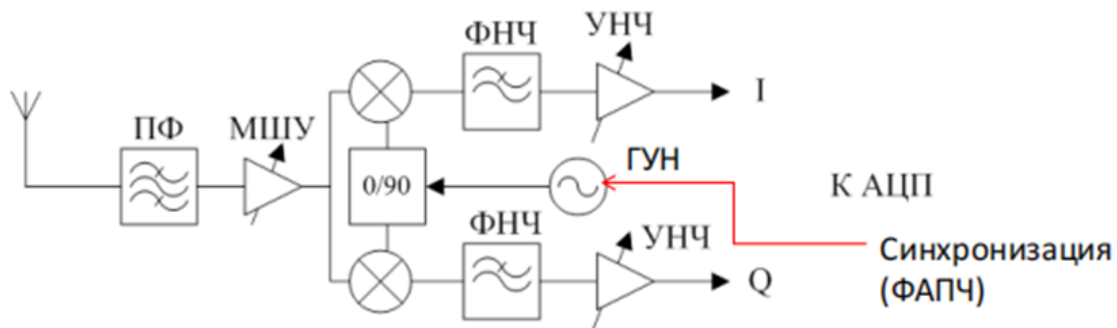 ФНЧ
УНЧ
I
ПФ
МШУ
ГУН
0/90
К АЦП
ФНЧ
УНЧ
Синхронизация
(ФАПЧ)
Q